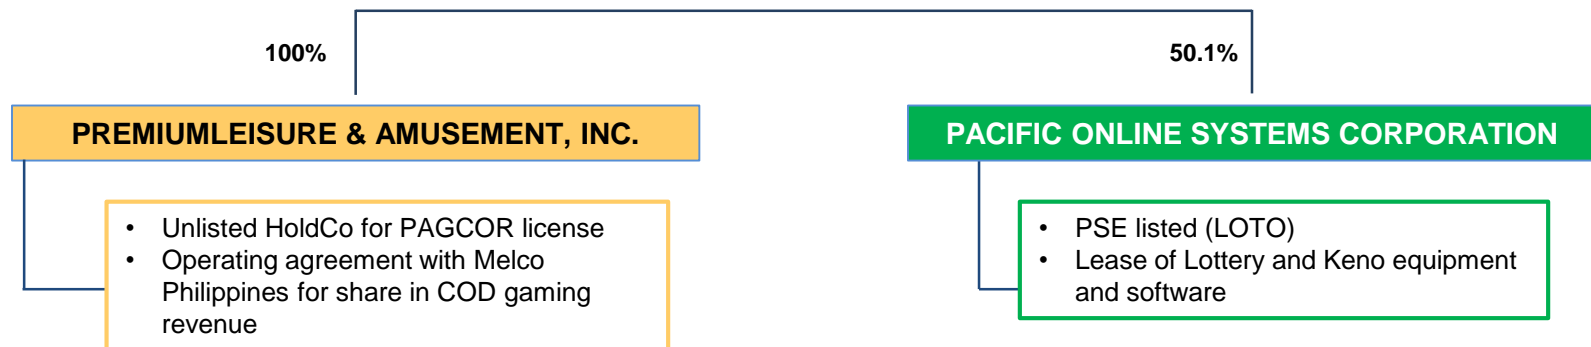 100%
50.1%
PREMIUMLEISURE & AMUSEMENT, INC.
PACIFIC ONLINE SYSTEMS CORPORATION
• Unlisted HoldCo for PAGCOR license
• Operating agreement with Melco
Philippines for share in COD gaming
revenue
• PSE listed (LOTO)
• Lease of Lottery and Keno equipment
and software